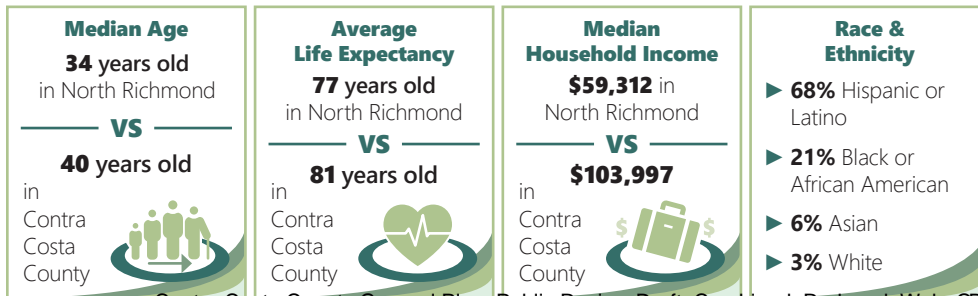 Median Age
34 years old
in North Richmond
VS
40 years old
in
Contra
Costa
County
Average
Life Expectancy
77 years old
in North Richmond
VS
81 years old
in
Contra
Costa
County
Median
Household Income
$59,312 in
North Richmond
VS
$103,997
in
Contra
Costa
County
$ $
Race &
Ethnicity
► 68% Hispanic or
Latino
► 21% Black or
African American
► 6% Asian
► 3% White